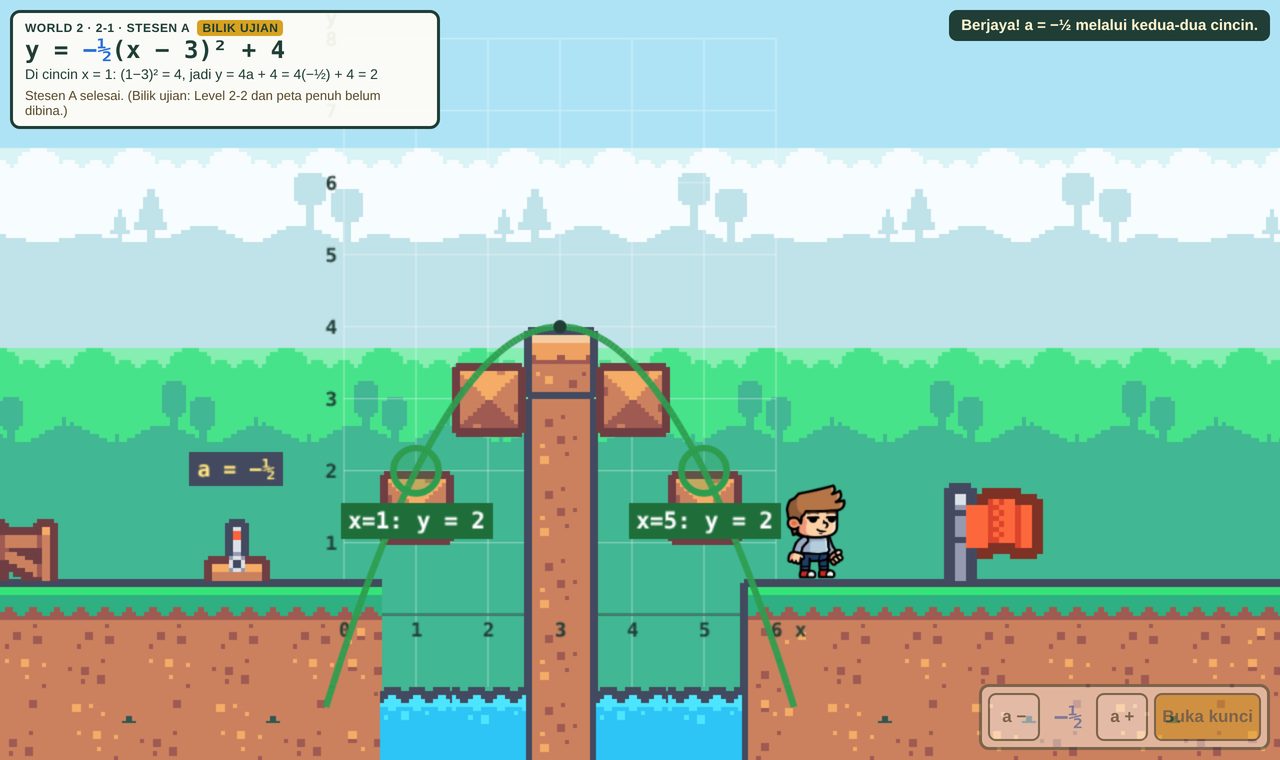 WORLD 2 · 2-1 · STESEN A BILIK UJIAN
y = −½(x − 3)² + 4
Di cincin x = 1: (1−3)² = 4, jadi y = 4a + 4 = 4(−½) + 4 = 2
Stesen A selesai. (Bilik ujian: Level 2-2 dan peta penuh belum
dibina.)
Berjaya! a = −½ melalui kedua-dua cincin.
y
8
7
6
5
4
3
2
1
a = −½
x=1: y = 2
x=5: y = 2
0 1 2 3 4 5 6 x
a − −½ a + Buka kunci